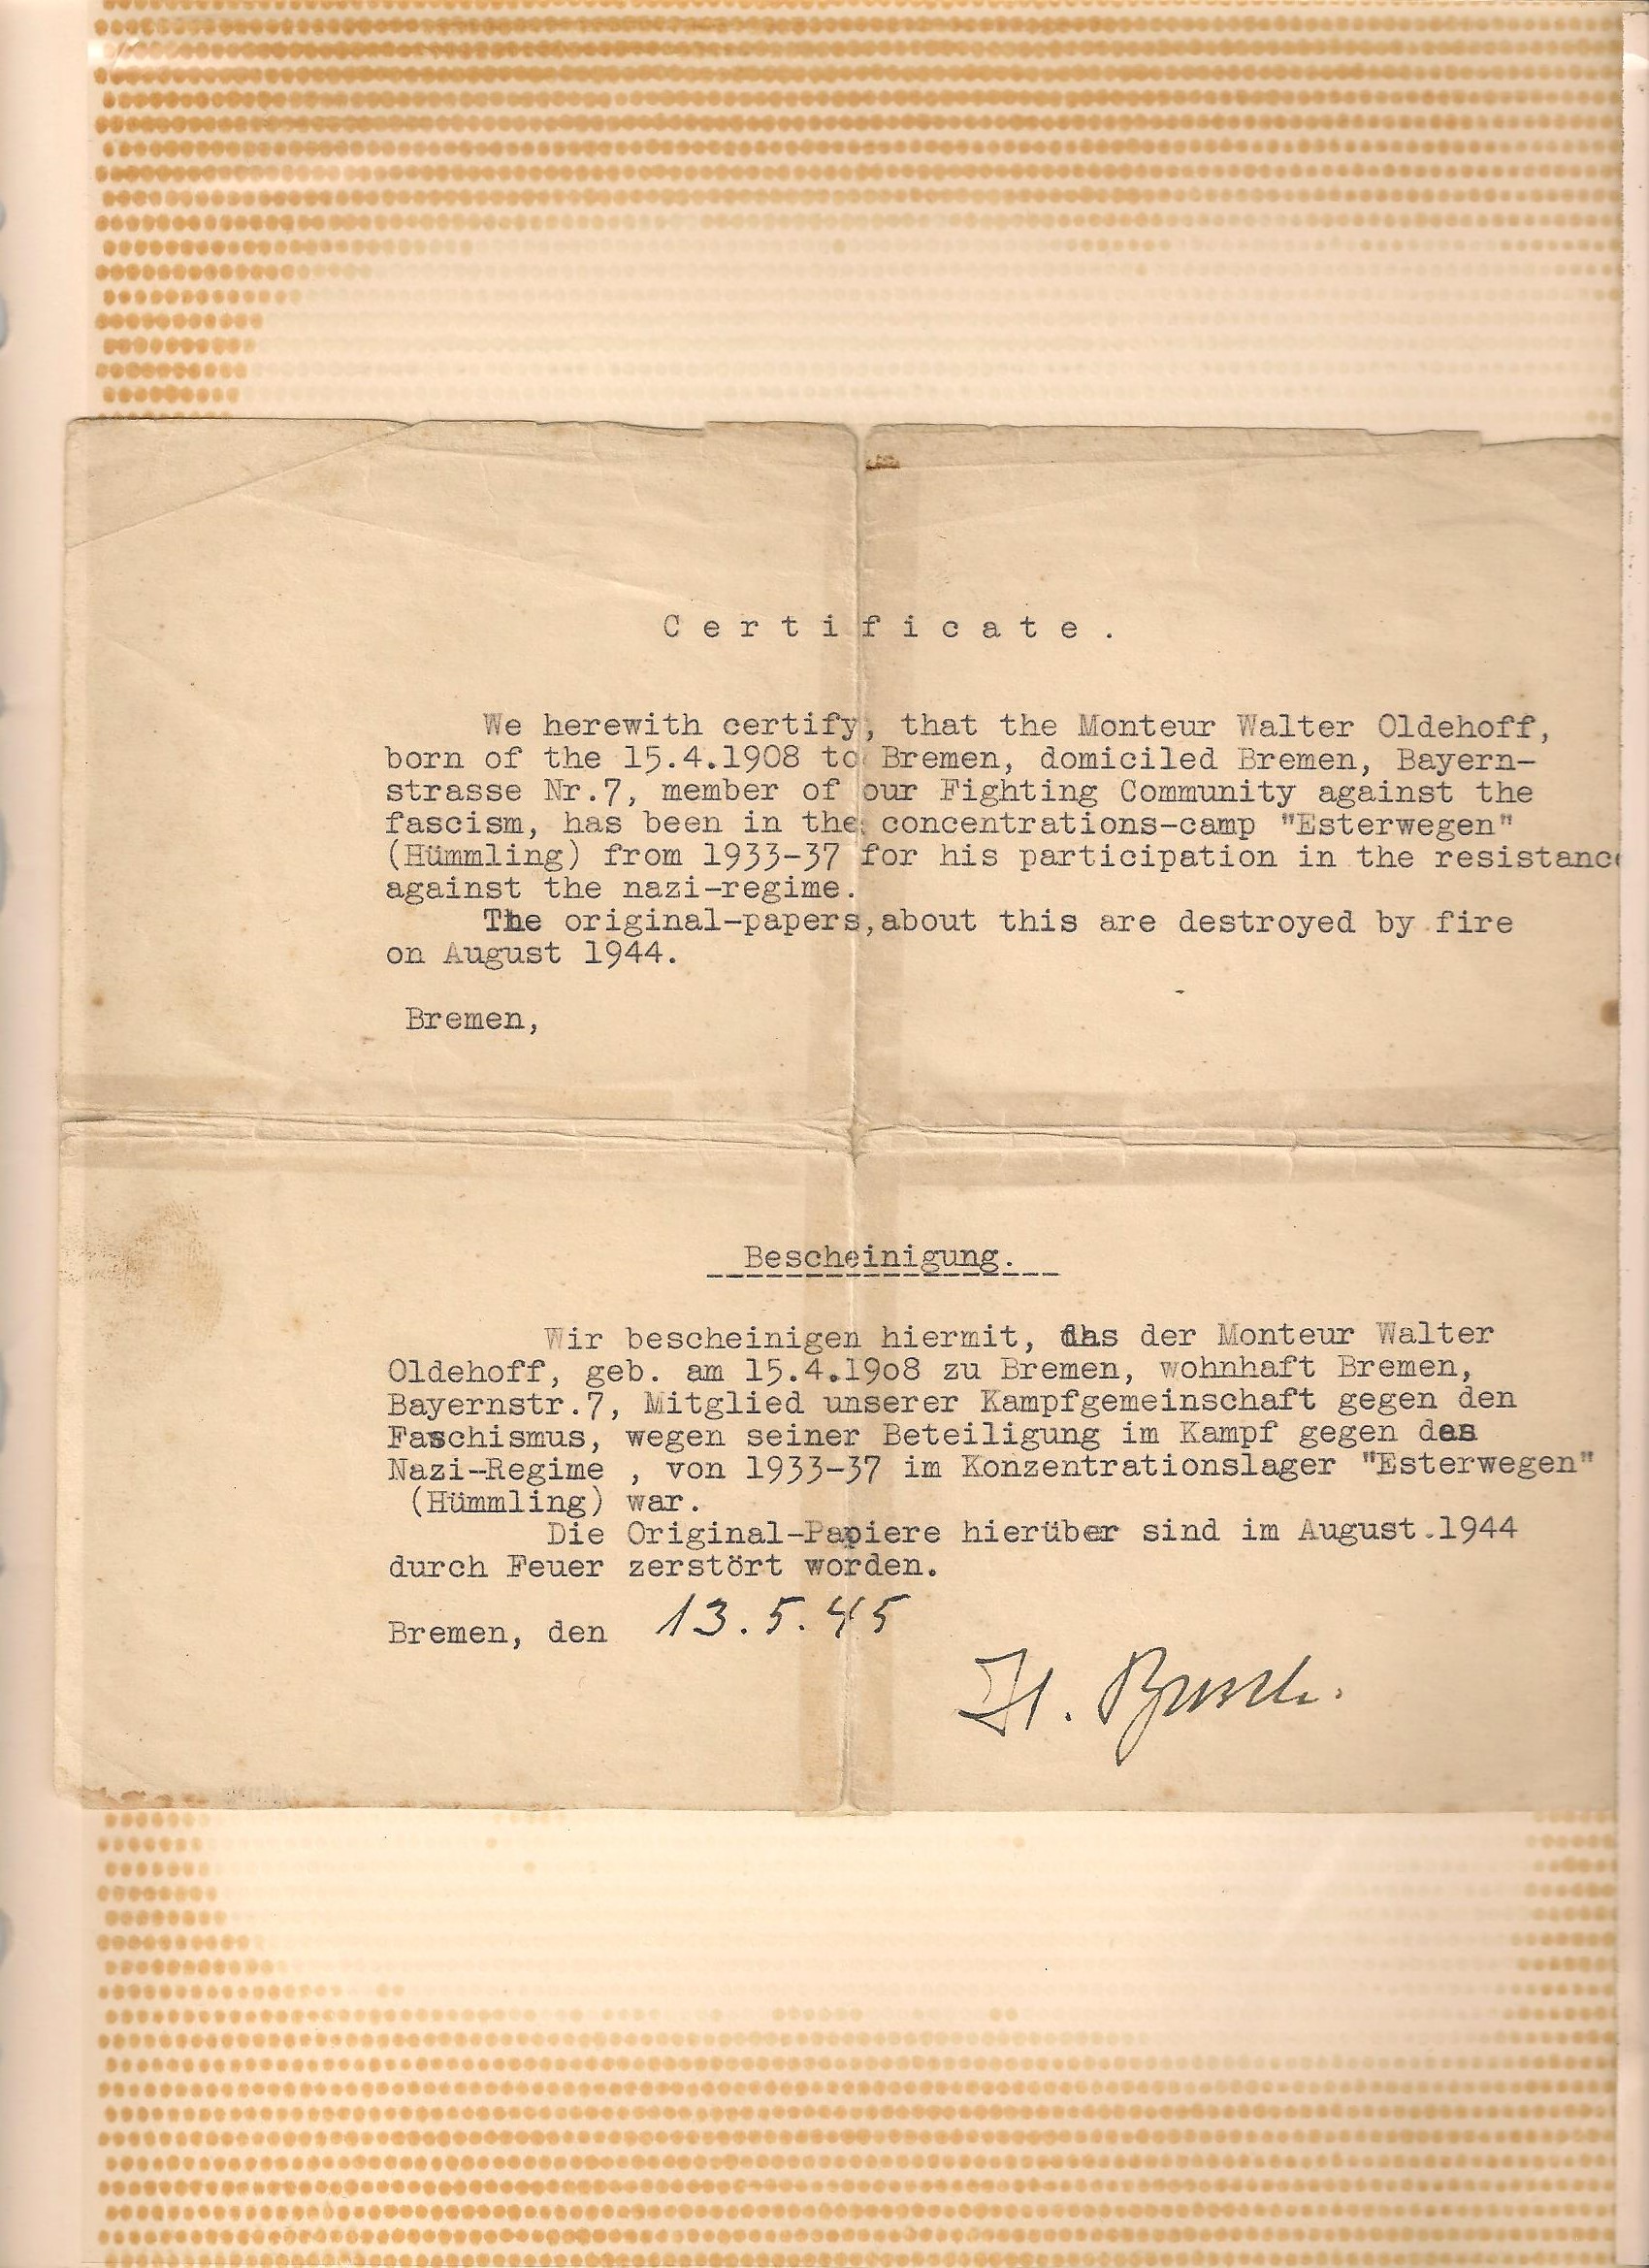 Certificate.
We herewith certify, that the Monteur Walter Oldehoff,
born of the 15.4.1908 to Bremen, domiciled Bremen, Bayern-
strasse Nr.7, member of our Fighting Community against the
fascism, has been in the concentrations-camp "Esterwegen"
(Hümmling) from 1933-37 for his participation in the resistance
against the nazi-regime.
The original-papers,about this are destroyed by fire
on August 1944.
Bremen,
Bescheinigung.
Wir bescheinigen hiermit, das der Monteur Walter
Oldehoff, geb. am 15.4.19o8 zu Bremen, wohnhaft Bremen,
Bayernstr.7, Mitglied unserer Kampfgemeinschaft gegen den
Faschismus, wegen seiner Beteiligung im Kampf gegen das
Nazi-Regime , von 1933-37 im Konzentrationslager "Esterwegen"
(Hümmling) war.
Die Original-Papiere hierüber sind im August.1944
durch Feuer zerstört worden.
Bremen, den 13.5.45
H. Busch.